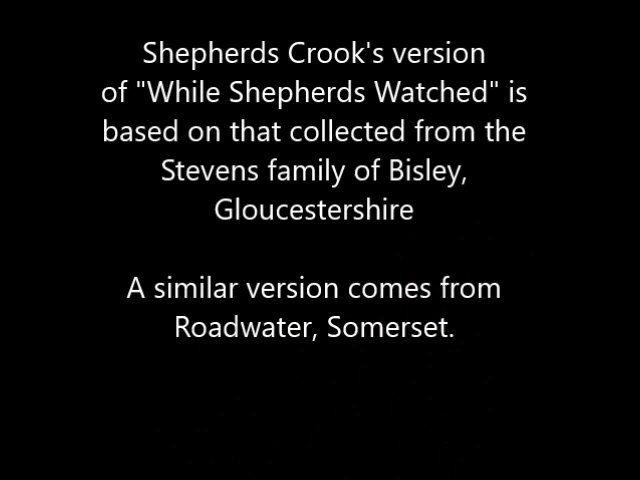 Shepherds Crook's version
of "While Shepherds Watched" is
based on that collected from the
Stevens family of Bisley,
Gloucestershire
A similar version comes from
Roadwater, Somerset.